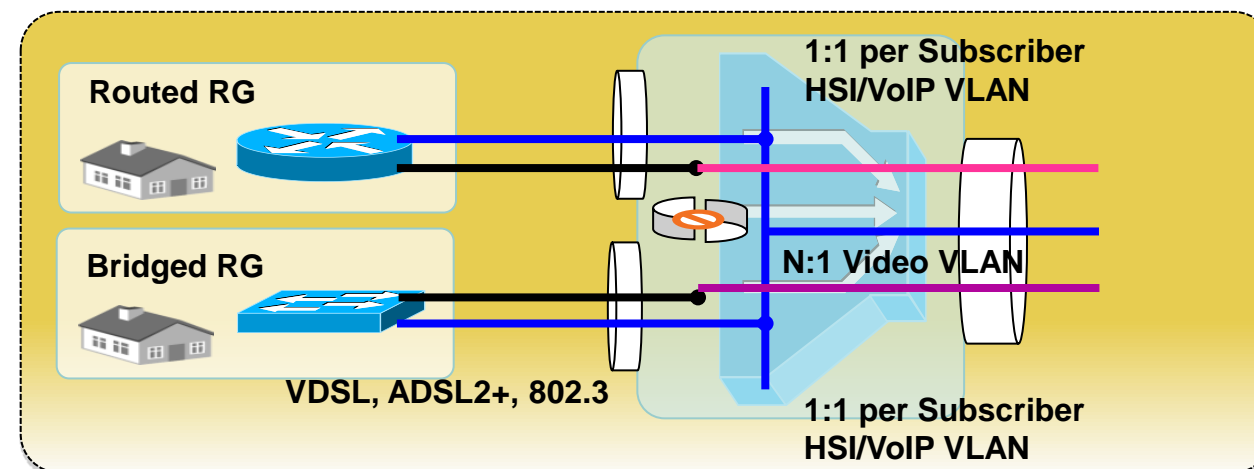 1:1 per Subscriber
HSI/VoIP VLAN
Routed RG
Bridged RG
N:1 Video VLAN
VDSL, ADSL2+, 802.3
1:1 per Subscriber
HSI/VoIP VLAN